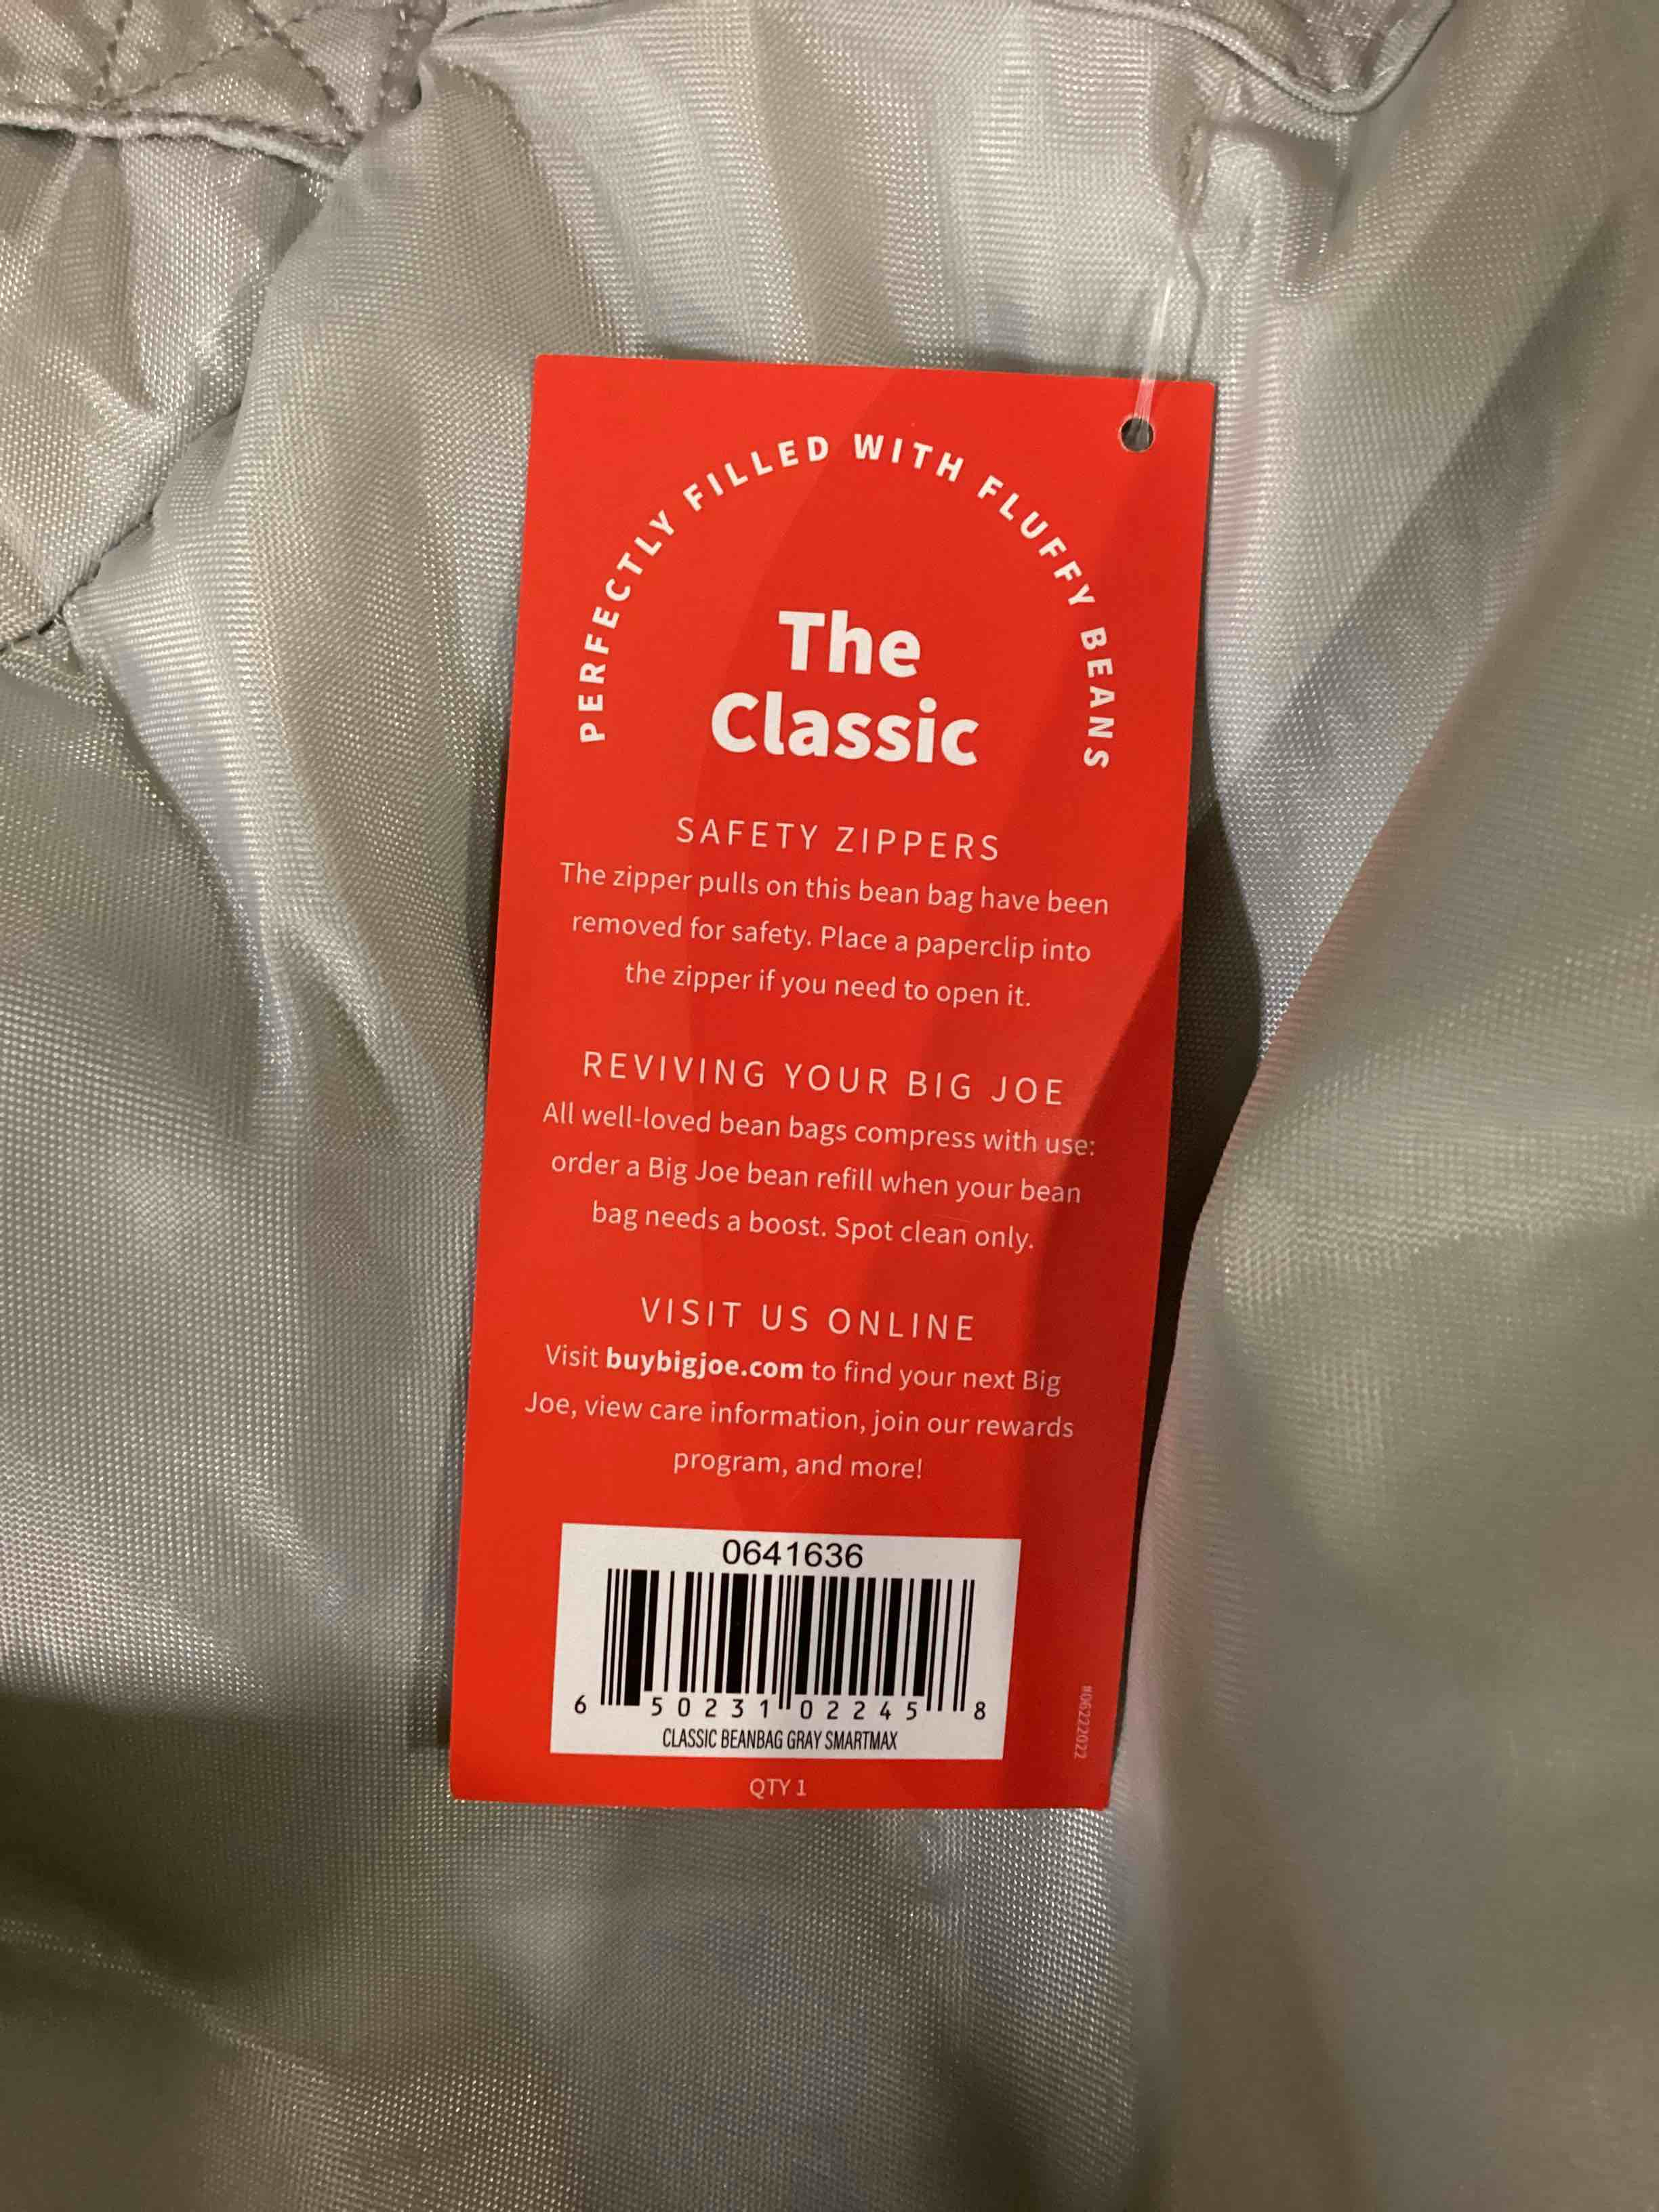 PERFECTLY FILLED WITH FLUFFY BEANS
The
Classic
SAFETY ZIPPERS
The zipper pulls on this bean bag have been
removed for safety. Place a paperclip into
the zipper if you need to open it.
REVIVING YOUR BIG JOE
All well-loved bean bags compress with use:
order a Big Joe bean refill when your bean
bag needs a boost. Spot clean only.
VISIT US ONLINE
Visit buybigjoe.com to find your next Big
Joe, view care information, join our rewards
program, and more!
0641636
6 50231 02245 8
CLASSIC BEANBAG GRAY SMARTMAX
QTY 1
#06222022